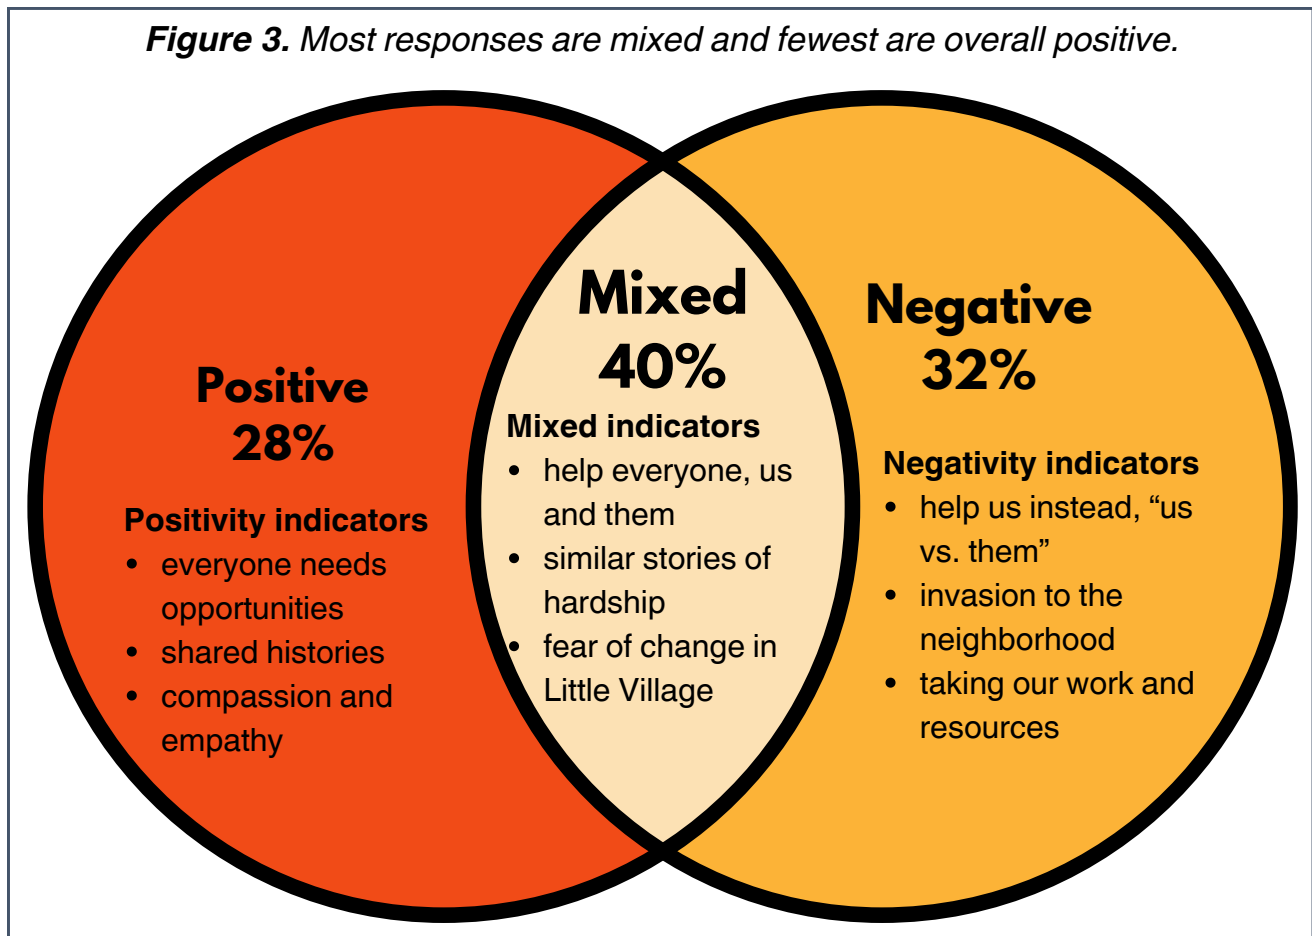 Figure 3. Most responses are mixed and fewest are overall positive.
Positive
28%
Positivity indicators
• everyone needs
opportunities
• shared histories
• compassion and
empathy
Mixed
40%
Mixed indicators
• help everyone, us
and them
• similar stories of
hardship
• fear of change in
Little Village
Negative
32%
Negativity indicators
• help us instead, “us
vs. them”
• invasion to the
neighborhood
• taking our work and
resources